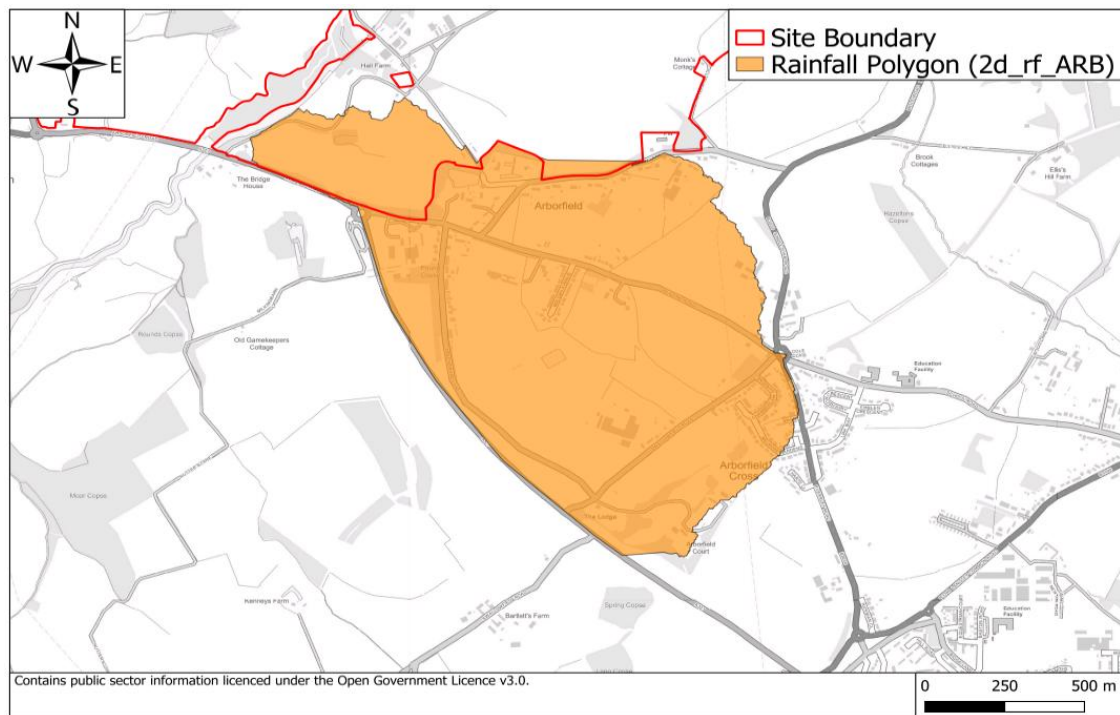 N
W
E
S
Site Boundary
Rainfall Polygon (2d_rf_ARB)
Hall Farm
Monk's
Cottage
The Bridge
House
Arborfield
Brook
Cottages
Ellis's
Hill Farm
Hazelton's
Copse
Rounds Copse
Old Gamekeepers
Cottage
Education
Facility
Arborfield
Cross
Moor Copse
The Lodge
Arborfield
Court
Kenneys Farm
Bartlett's Farm
Spring Copse
Education
Facility
Contains public sector information licenced under the Open Government Licence v3.0.
0 250 500 m